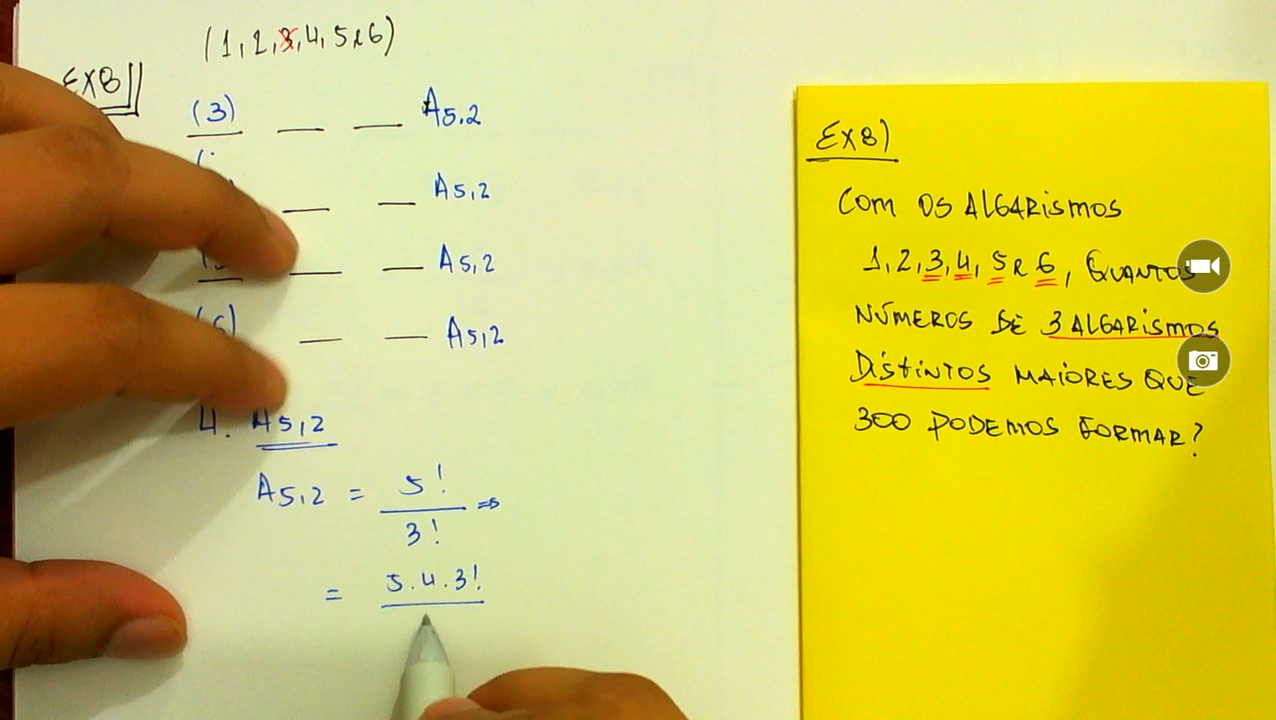 (1, 2, 3, 4, 5 e 6)
EX8
(3) __ __ A5,2
__ __ A5,2
__ __ A5,2
__ __ A5,2
4. A5,2
A5,2 = 5! / 3! ⇒
= 5.4.3!
EX8)
COM OS ALGARISMOS
1, 2, 3, 4, 5 e 6, QUANTOS
NÚMEROS DE 3 ALGARISMOS
DISTINTOS MAIORES QUE
300 PODEMOS FORMAR?